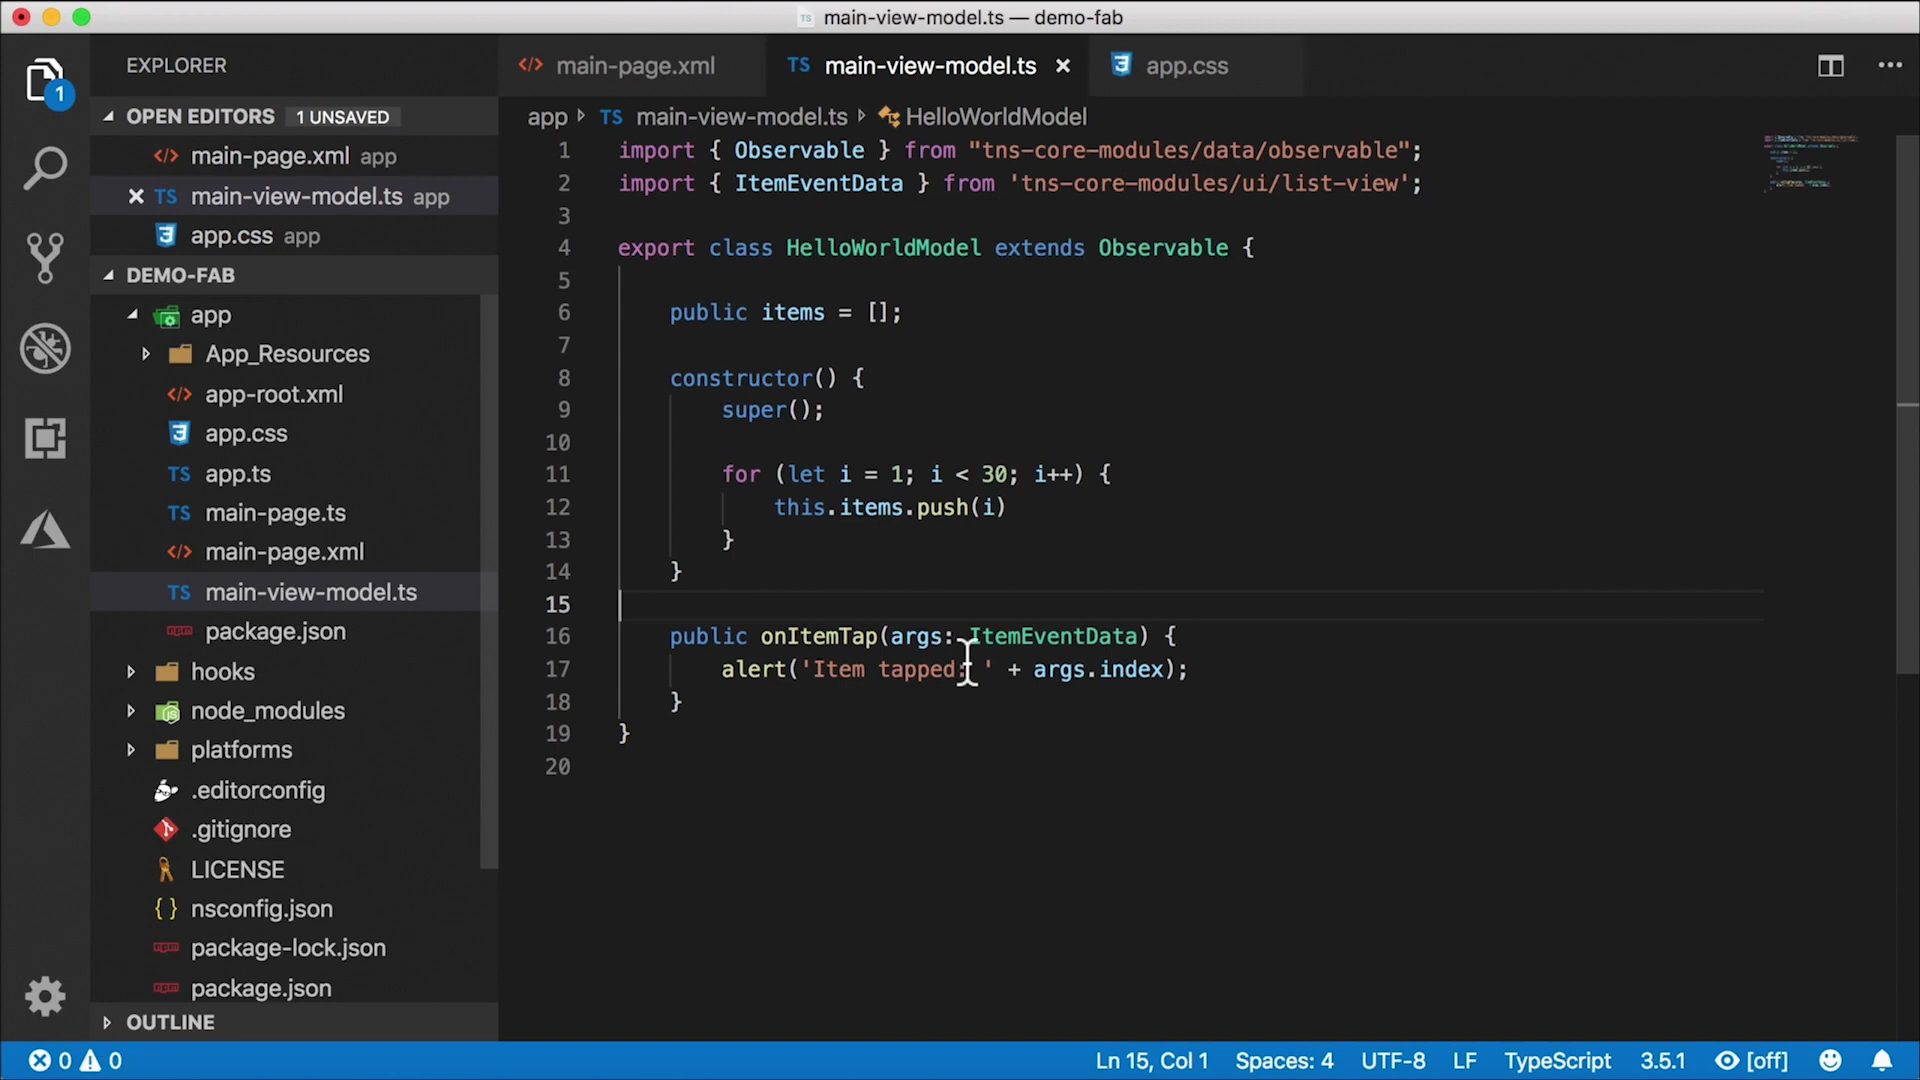 main-view-model.ts — demo-fab
EXPLORER
OPEN EDITORS 1 UNSAVED
main-page.xml app
main-view-model.ts app
app.css app
DEMO-FAB
app
App_Resources
app-root.xml
app.css
app.ts
main-page.ts
main-page.xml
main-view-model.ts
package.json
hooks
node_modules
platforms
.editorconfig
.gitignore
LICENSE
nsconfig.json
package-lock.json
package.json
OUTLINE
1
main-page.xml
TS main-view-model.ts
app.css
app TS main-view-model.ts HelloWorldModel
1 import { Observable } from "tns-core-modules/data/observable";
2 import { ItemEventData } from 'tns-core-modules/ui/list-view';
3
4 export class HelloWorldModel extends Observable {
5
6 public items = [];
7
8 constructor() {
9 super();
10
11 for (let i = 1; i < 30; i++) {
12 this.items.push(i)
13 }
14 }
15
16 public onItemTap(args: ItemEventData) {
17 alert('Item tapped: ' + args.index);
18 }
19 }
20
0 0
Ln 15, Col 1 Spaces: 4 UTF-8 LF TypeScript 3.5.1 [off]